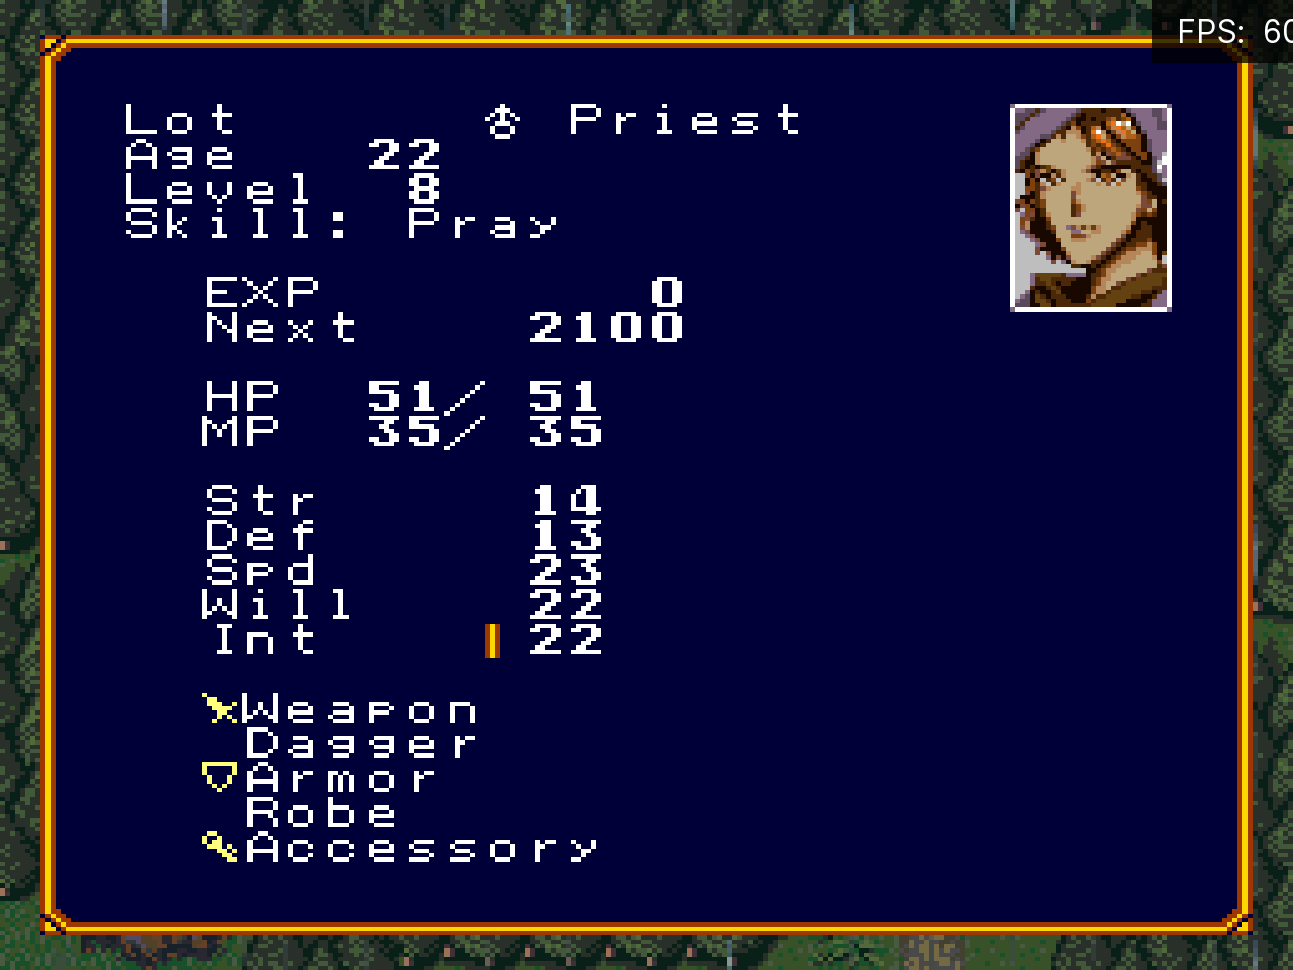 FPS: 60
Lot Priest
Age 22
Level 8
Skill: Pray
EXP 0
Next 2100
HP 51/ 51
MP 35/ 35
Str 14
Def 13
Spd 23
Will 22
Int 22
Weapon
Dagger
Armor
Robe
Accessory